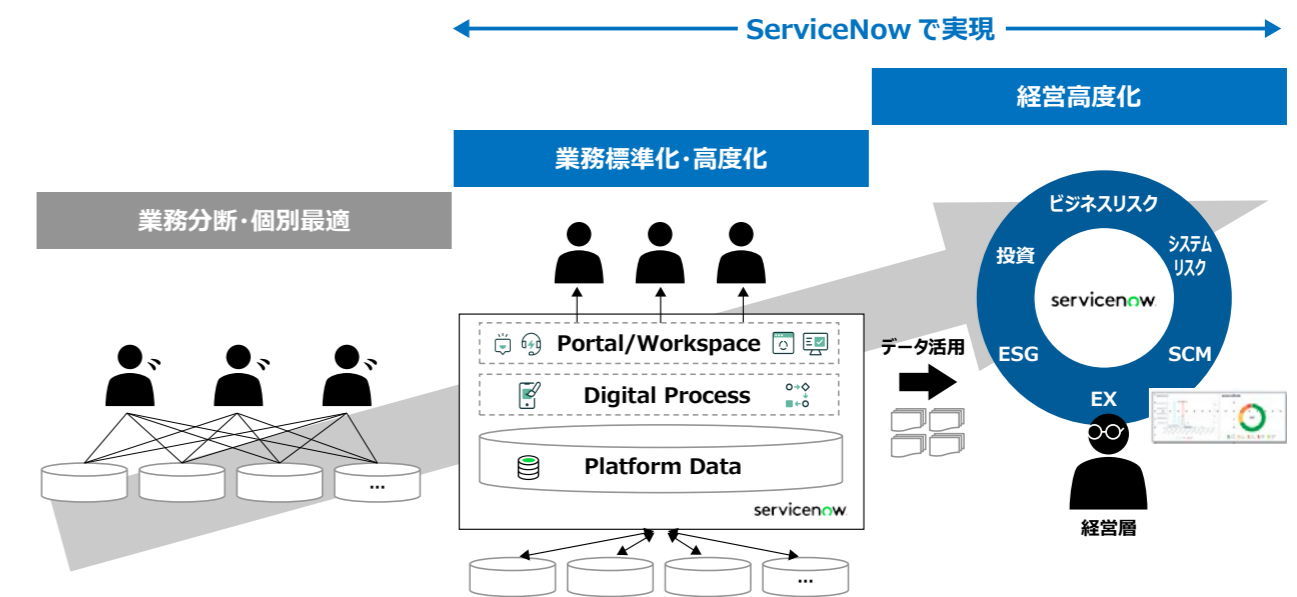 ServiceNow で実現
経営高度化
業務標準化・高度化
業務分断・個別最適
...
Portal/Workspace
Digital Process
Platform Data
servicenow
...
データ活用
ビジネスリスク
投資
システム
リスク
servicenow
ESG
SCM
EX
経営層